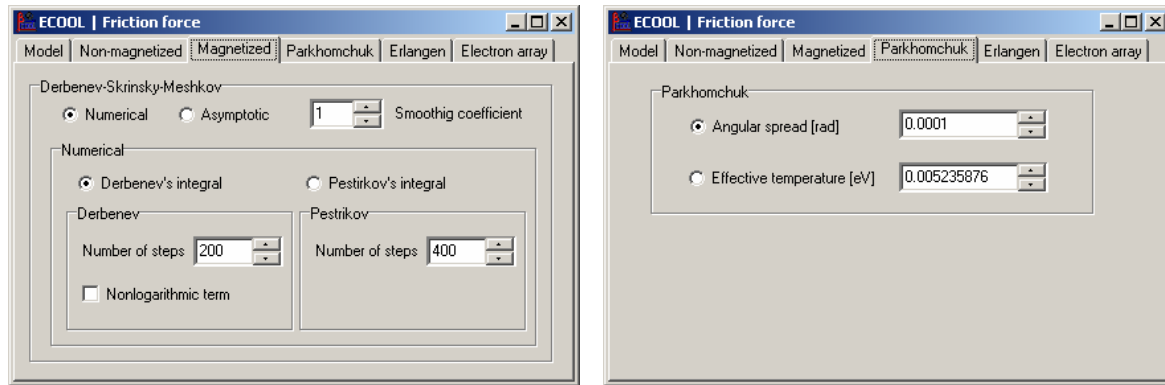 ECOOL | Friction force
Model Non-magnetized Magnetized Parkhomchuk Erlangen Electron array
Derbenev-Skrinsky-Meshkov
Numerical Asymptotic 1 Smoothig coefficient
Numerical
Derbenev's integral Pestirkov's integral
Derbenev Pestrikov
Number of steps 200 Number of steps 400
Nonlogarithmic term
ECOOL | Friction force
Model Non-magnetized Magnetized Parkhomchuk Erlangen Electron array
Parkhomchuk
Angular spread [rad] 0.0001
Effective temperature [eV] 0.005235876